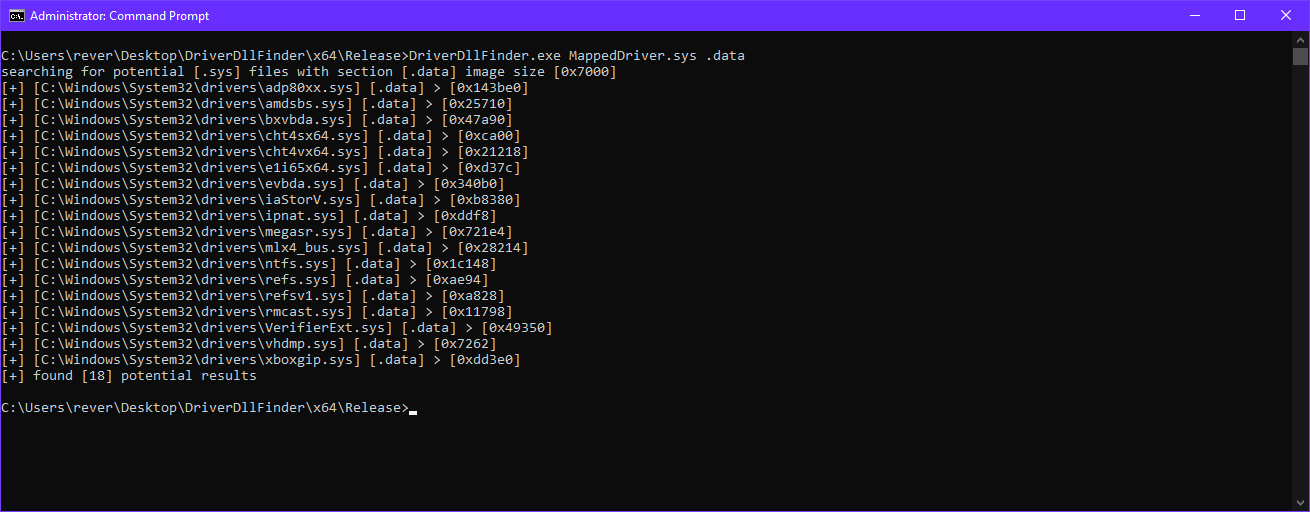 Administrator: Command Prompt
C:\Users\rever\Desktop\DriverDllFinder\x64\Release>DriverDllFinder.exe MappedDriver.sys .data
searching for potential [.sys] files with section [.data] image size [0x7000]
[+] [C:\Windows\System32\drivers\adp80xx.sys] [.data] > [0x143be0]
[+] [C:\Windows\System32\drivers\amdsbs.sys] [.data] > [0x25710]
[+] [C:\Windows\System32\drivers\bxvbda.sys] [.data] > [0x47a90]
[+] [C:\Windows\System32\drivers\cht4sx64.sys] [.data] > [0xca00]
[+] [C:\Windows\System32\drivers\cht4vx64.sys] [.data] > [0x21218]
[+] [C:\Windows\System32\drivers\e1i65x64.sys] [.data] > [0xd37c]
[+] [C:\Windows\System32\drivers\evbda.sys] [.data] > [0x340b0]
[+] [C:\Windows\System32\drivers\iaStorV.sys] [.data] > [0xb8380]
[+] [C:\Windows\System32\drivers\ipnat.sys] [.data] > [0xddf8]
[+] [C:\Windows\System32\drivers\megasr.sys] [.data] > [0x721e4]
[+] [C:\Windows\System32\drivers\mlx4_bus.sys] [.data] > [0x28214]
[+] [C:\Windows\System32\drivers\ntfs.sys] [.data] > [0x1c148]
[+] [C:\Windows\System32\drivers\refs.sys] [.data] > [0xae94]
[+] [C:\Windows\System32\drivers\refsv1.sys] [.data] > [0xa828]
[+] [C:\Windows\System32\drivers\rmcast.sys] [.data] > [0x11798]
[+] [C:\Windows\System32\drivers\VerifierExt.sys] [.data] > [0x49350]
[+] [C:\Windows\System32\drivers\vhdmp.sys] [.data] > [0x7262]
[+] [C:\Windows\System32\drivers\xboxgip.sys] [.data] > [0xdd3e0]
[+] found [18] potential results
C:\Users\rever\Desktop\DriverDllFinder\x64\Release>